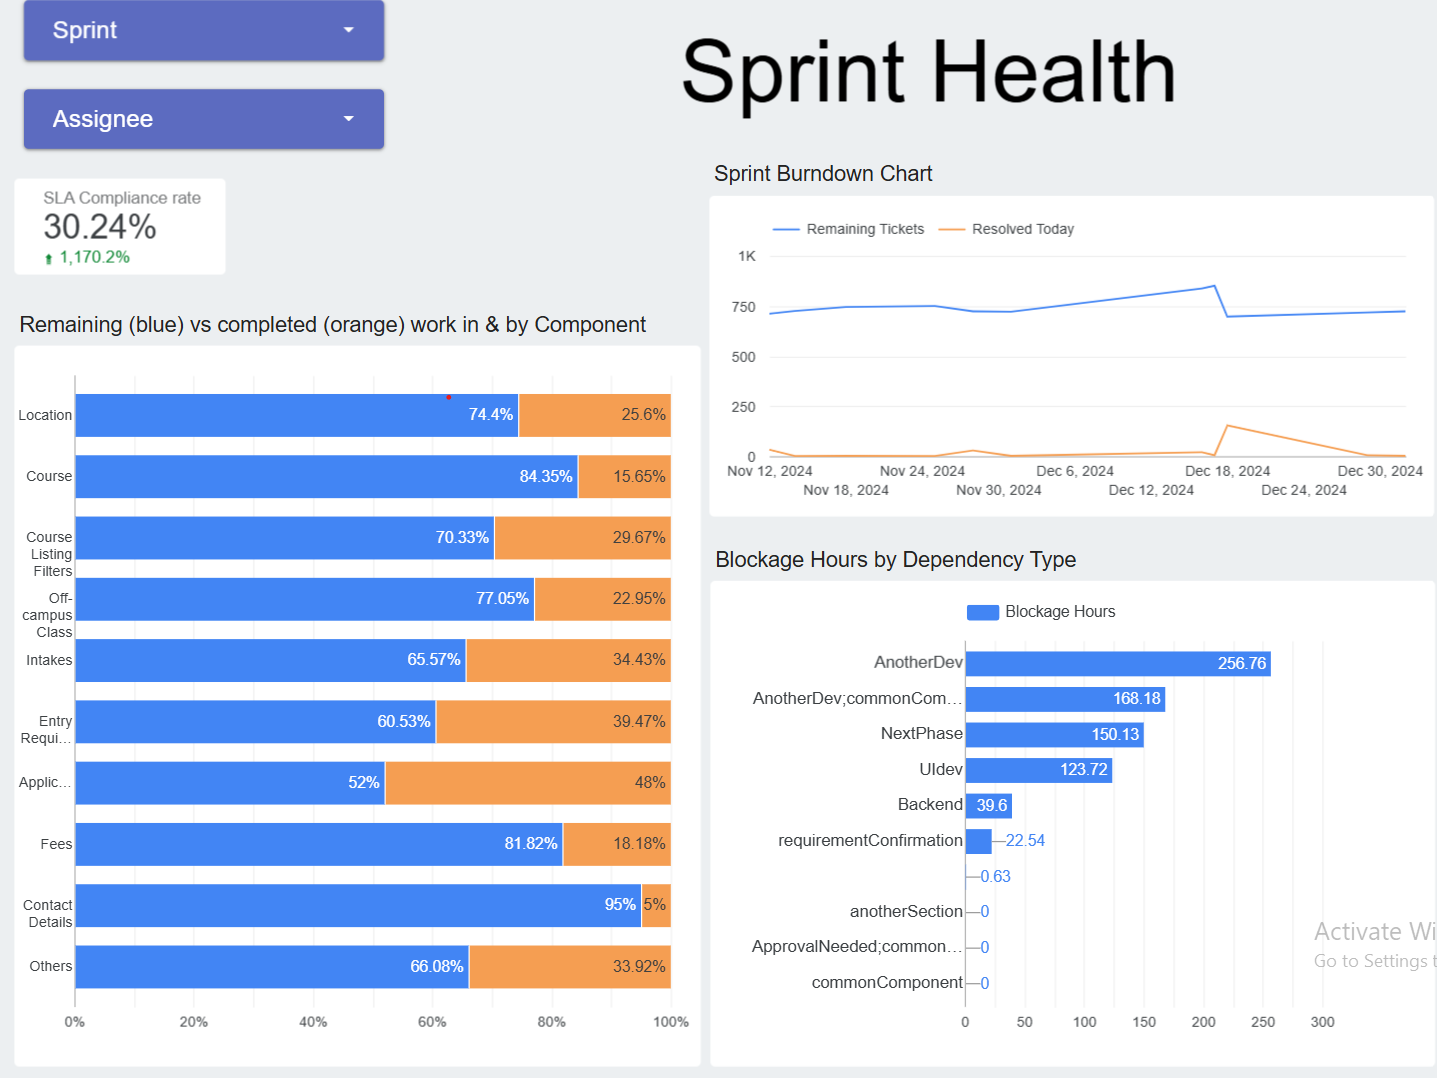 Sprint
Assignee
Sprint Health
SLA Compliance rate
30.24%
1,170.2%
Remaining (blue) vs completed (orange) work in & by Component
Location
74.4%
25.6%
Course
84.35%
15.65%
Course
Listing
Filters
70.33%
29.67%
Off-
campus
Class
77.05%
22.95%
Intakes
65.57%
34.43%
Entry
Requi...
60.53%
39.47%
Applic...
52%
48%
Fees
81.82%
18.18%
Contact
Details
95%
5%
Others
66.08%
33.92%
0%
20%
40%
60%
80%
100%
Sprint Burndown Chart
Remaining Tickets
Resolved Today
1K
750
500
250
0
Nov 12, 2024
Nov 24, 2024
Dec 6, 2024
Dec 18, 2024
Dec 30, 2024
Nov 18, 2024
Nov 30, 2024
Dec 12, 2024
Dec 24, 2024
Blockage Hours by Dependency Type
Blockage Hours
AnotherDev
256.76
AnotherDev;commonCom...
168.18
NextPhase
150.13
UIdev
123.72
Backend
39.6
requirementConfirmation
22.54
0.63
anotherSection
0
ApprovalNeeded;common...
0
commonComponent
0
0
50
100
150
200
250
300
Activate Wi
Go to Settings t